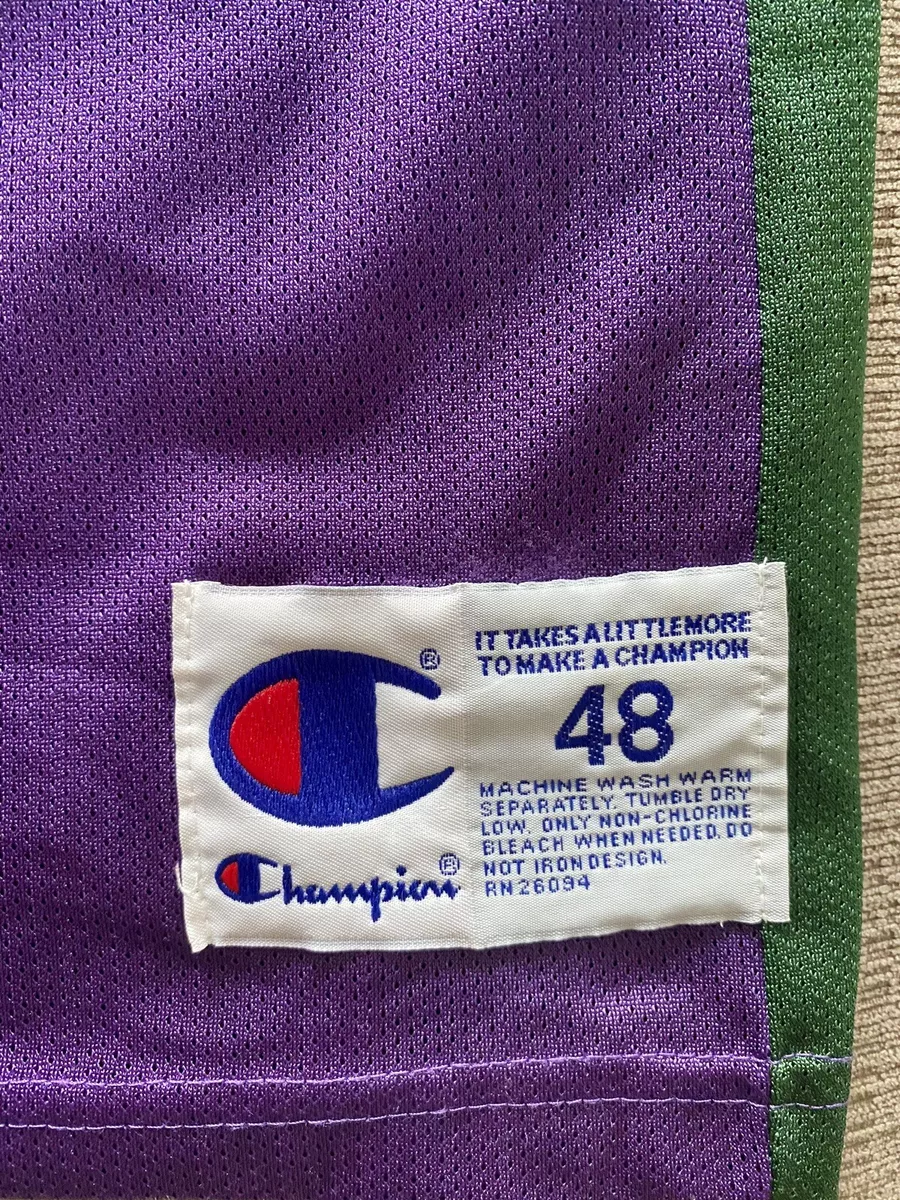 ®
Champion®
IT TAKES A LITTLE MORE
TO MAKE A CHAMPION
48
MACHINE WASH WARM
SEPARATELY. TUMBLE DRY
LOW. ONLY NON-CHLORINE
BLEACH WHEN NEEDED. DO
NOT IRON DESIGN.
RN 26094